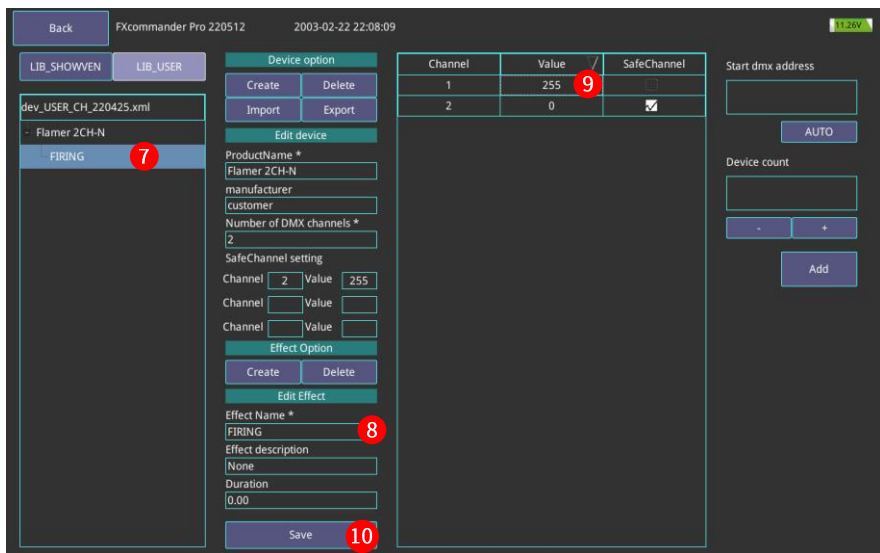 Back
FXcommander Pro 220512
2003-02-22 22:08:09
11.26V
LIB_SHOWVEN
LIB_USER
dev_USER_CH_220425.xml
Flamer 2CH-N
FIRING
7
Device option
Create
Delete
Import
Export
Edit device
ProductName *
Flamer 2CH-N
manufacturer
customer
Number of DMX channels *
2
SafeChannel setting
Channel 2 Value 255
Channel Value
Channel Value
Effect Option
Create
Delete
Edit Effect
Effect Name *
FIRING
8
Effect description
None
Duration
0.00
Save
10
Channel Value SafeChannel
1 255 9
2 0
Start dmx address
AUTO
Device count
- +
Add